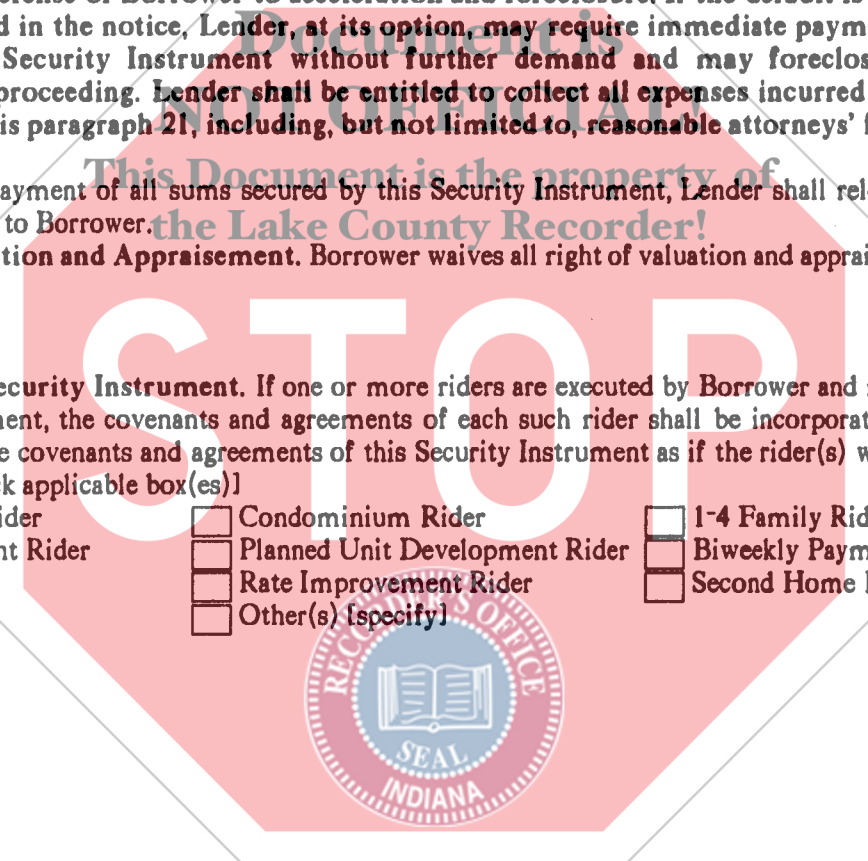 d in the notice, Lender, at its option, may require immediate paym
Security Instrument without further demand and may foreclos
proceeding. Lender shall be entitled to collect all expenses incurred
is paragraph 21, including, but not limited to, reasonable attorneys'
ayment of all sums secured by this Security Instrument, Lender shall rel
to Borrower.
tion and Appraisement. Borrower waives all right of valuation and apprai
ecurity Instrument. If one or more riders are executed by Borrower and
ent, the covenants and agreements of each such rider shall be incorporat
e covenants and agreements of this Security Instrument as if the rider(s) w
k applicable box(es)]
ider Condominium Rider 1-4 Family Rid
nt Rider Planned Unit Development Rider Biweekly Paym
Rate Improvement Rider Second Home
Other(s) [specify]
Document is
NOT OFFICIAL!
This Document is the property of
the Lake County Recorder!
STOP
RECORDER'S OFFICE
SEAL
INDIANA